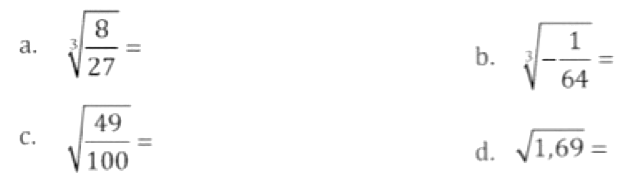 a. ∛(8/27) =
b. ∛(−1/64) =
c. √(49/100) =
d. √1,69 =